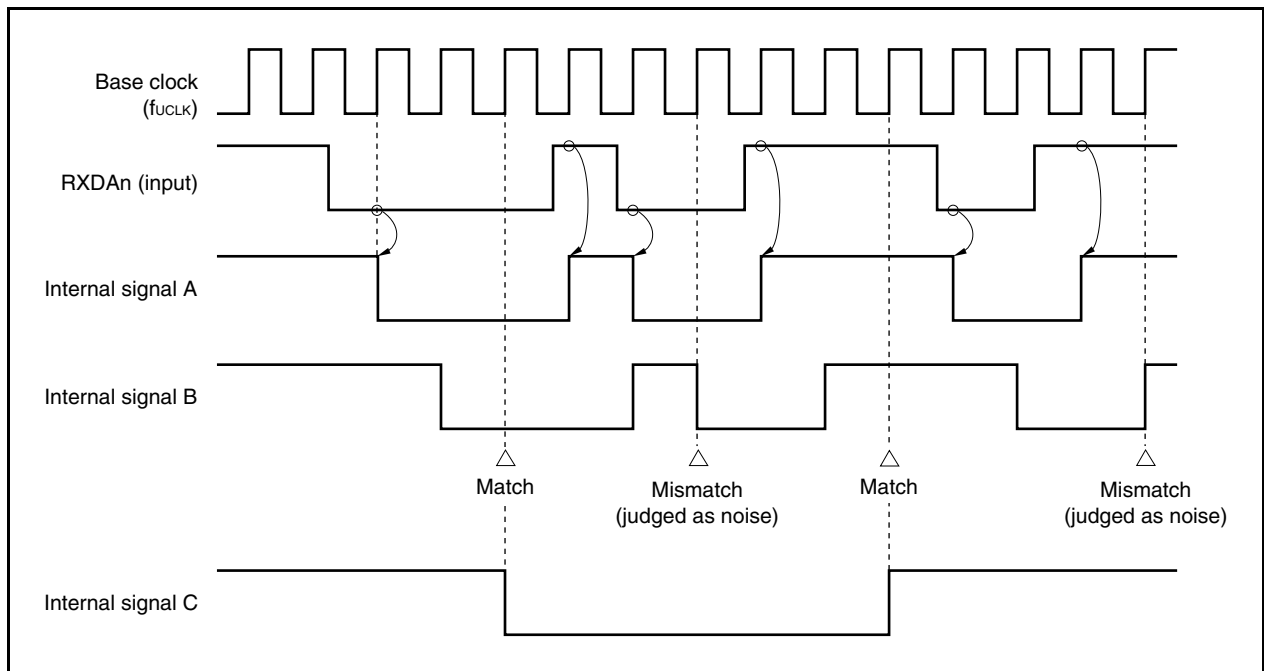 Base clock
(fUCLK)
RXDAn (input)
Internal signal A
Internal signal B
Match
Mismatch
(judged as noise)
Match
Mismatch
(judged as noise)
Internal signal C